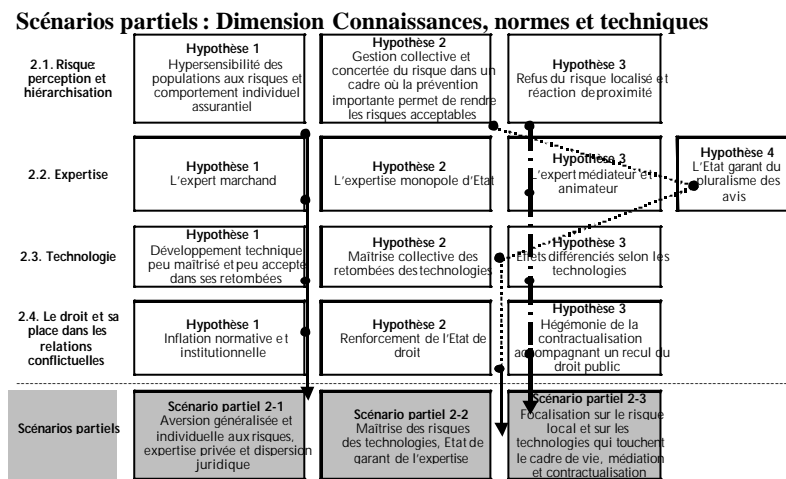 Scénarios partiels : Dimension Connaissances, normes et techniques
2.1. Risque:
perception et
hiérarchisation
Hypothèse 1
Hypersensibilité des
populations aux risques et
comportement individuel
assurantiel
Hypothèse 2
Gestion collective et
concertée du risque dans un
cadre où la prévention
importante permet de rendre
les risques acceptables
Hypothèse 3
Refus du risque localisé et
réaction de proximité
2.2. Expertise
Hypothèse 1
L'expert marchand
Hypothèse 2
L'expertise monopole d'Etat
Hypothèse 3
L'expert médiateur et
animateur
Hypothèse 4
L'Etat garant du
pluralisme des
avis
2.3. Technologie
Hypothèse 1
Développement technique
peu maîtrisé et peu accepté
dans ses retombées
Hypothèse 2
Maîtrise collective des
retombées des technologies
Hypothèse 3
Effets différenciés selon les
technologies
2.4. Le droit et sa
place dans les
relations
conflictuelles
Hypothèse 1
Inflation normative et
institutionnelle
Hypothèse 2
Renforcement de l'Etat de
droit
Hypothèse 3
Hégémonie de la
contractualisation
accompagnant un recul du
droit public
Scénarios partiels
Scénario partiel 2-1
Aversion généralisée et
individuelle aux risques,
expertise privée et dispersion
juridique
Scénario partiel 2-2
Maîtrise des risques
des technologies, Etat de
garant de l'expertise
Scénario partiel 2-3
Focalisation sur le risque
local et sur les
technologies qui touchent
le cadre de vie, médiation
et contractualisation